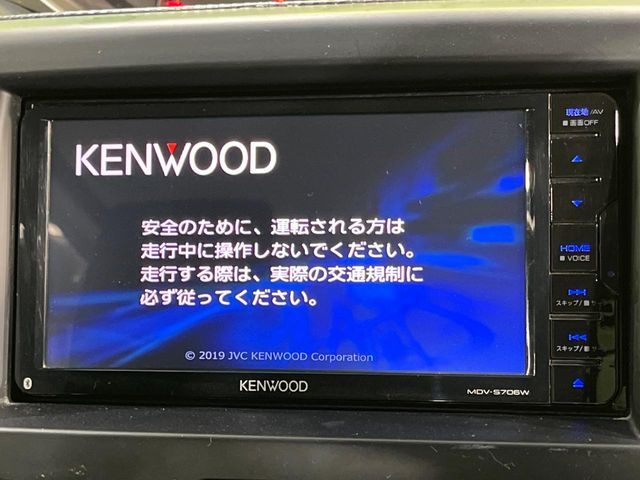 KENWOOD
安全のために、運転される方は
走行中に操作しないでください。
走行する際は、実際の交通規制に
必ず従ってください。
© 2019 JVC KENWOOD Corporation
KENWOOD
MDV-S706W
現在地/AV
画面OFF
HOME
VOICE
スキップ/
スキップ/